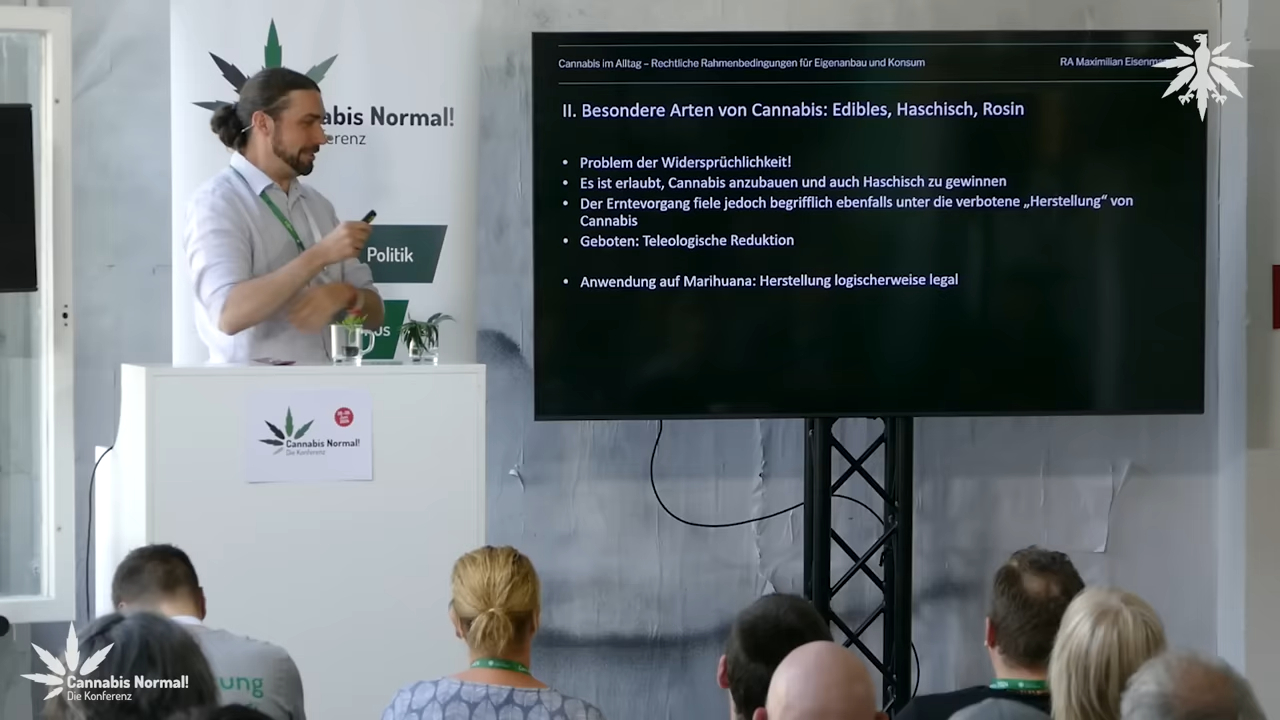 Cannabis im Alltag – Rechtliche Rahmenbedingungen für Eigenanbau und Konsum
RA Maximilian
II. Besondere Arten von Cannabis: Edibles, Haschisch, Rosin
• Problem der Widersprüchlichkeit!
• Es ist erlaubt, Cannabis anzubauen und auch Haschisch zu gewinnen
• Der Erntevorgang fiele jedoch begrifflich ebenfalls unter die verbotene „Herstellung“ von
Cannabis
• Geboten: Teleologische Reduktion
• Anwendung auf Marihuana: Herstellung logischerweise legal
Normal!
Politik
Cannabis Normal!
Die Konferenz
Cannabis Normal!
Die Konferenz